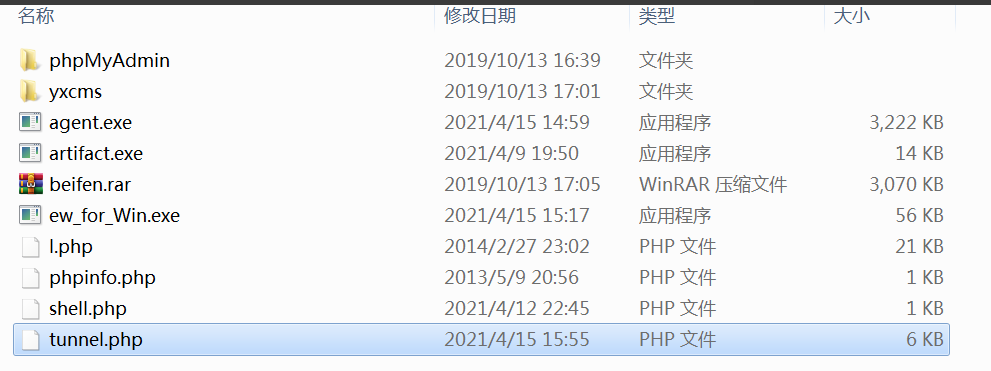 名称 修改日期 类型 大小
phpMyAdmin 2019/10/13 16:39 文件夹
yxcms 2019/10/13 17:01 文件夹
agent.exe 2021/4/15 14:59 应用程序 3,222 KB
artifact.exe 2021/4/9 19:50 应用程序 14 KB
beifen.rar 2019/10/13 17:05 WinRAR 压缩文件 3,070 KB
ew_for_Win.exe 2021/4/15 15:17 应用程序 56 KB
l.php 2014/2/27 23:02 PHP 文件 21 KB
phpinfo.php 2013/5/9 20:56 PHP 文件 1 KB
shell.php 2021/4/12 22:45 PHP 文件 1 KB
tunnel.php 2021/4/15 15:55 PHP 文件 6 KB